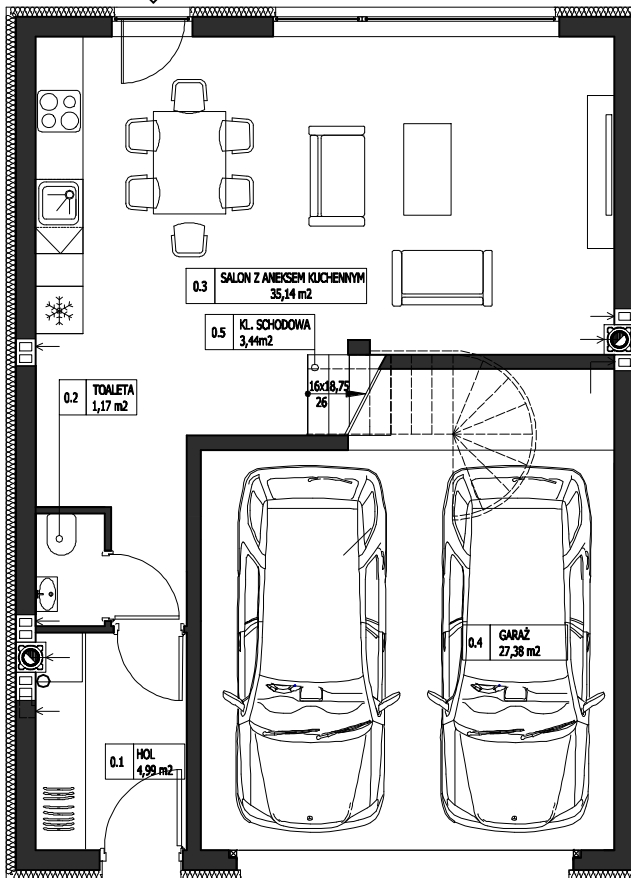 0.3 SALON Z ANEKSEM KUCHENNYM
35,14 m2
0.5 KL. SCHODOWA
3,44m2
16x18,75
26
0.2 TOALETA
1,17 m2
0.4 GARAŻ
27,38 m2
0.1 HOL
4,99 m2